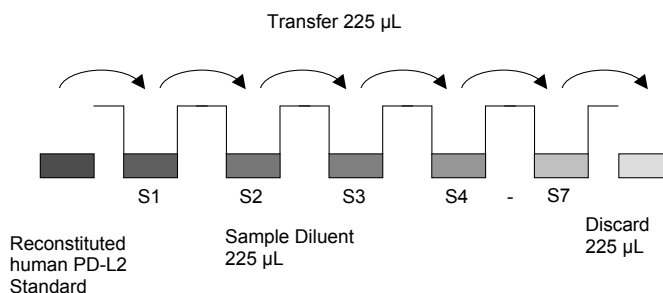 Transfer 225 µL
S1 S2 S3 S4 - S7
Reconstituted
human PD-L2
Standard
Sample Diluent
225 µL
Discard
225 µL